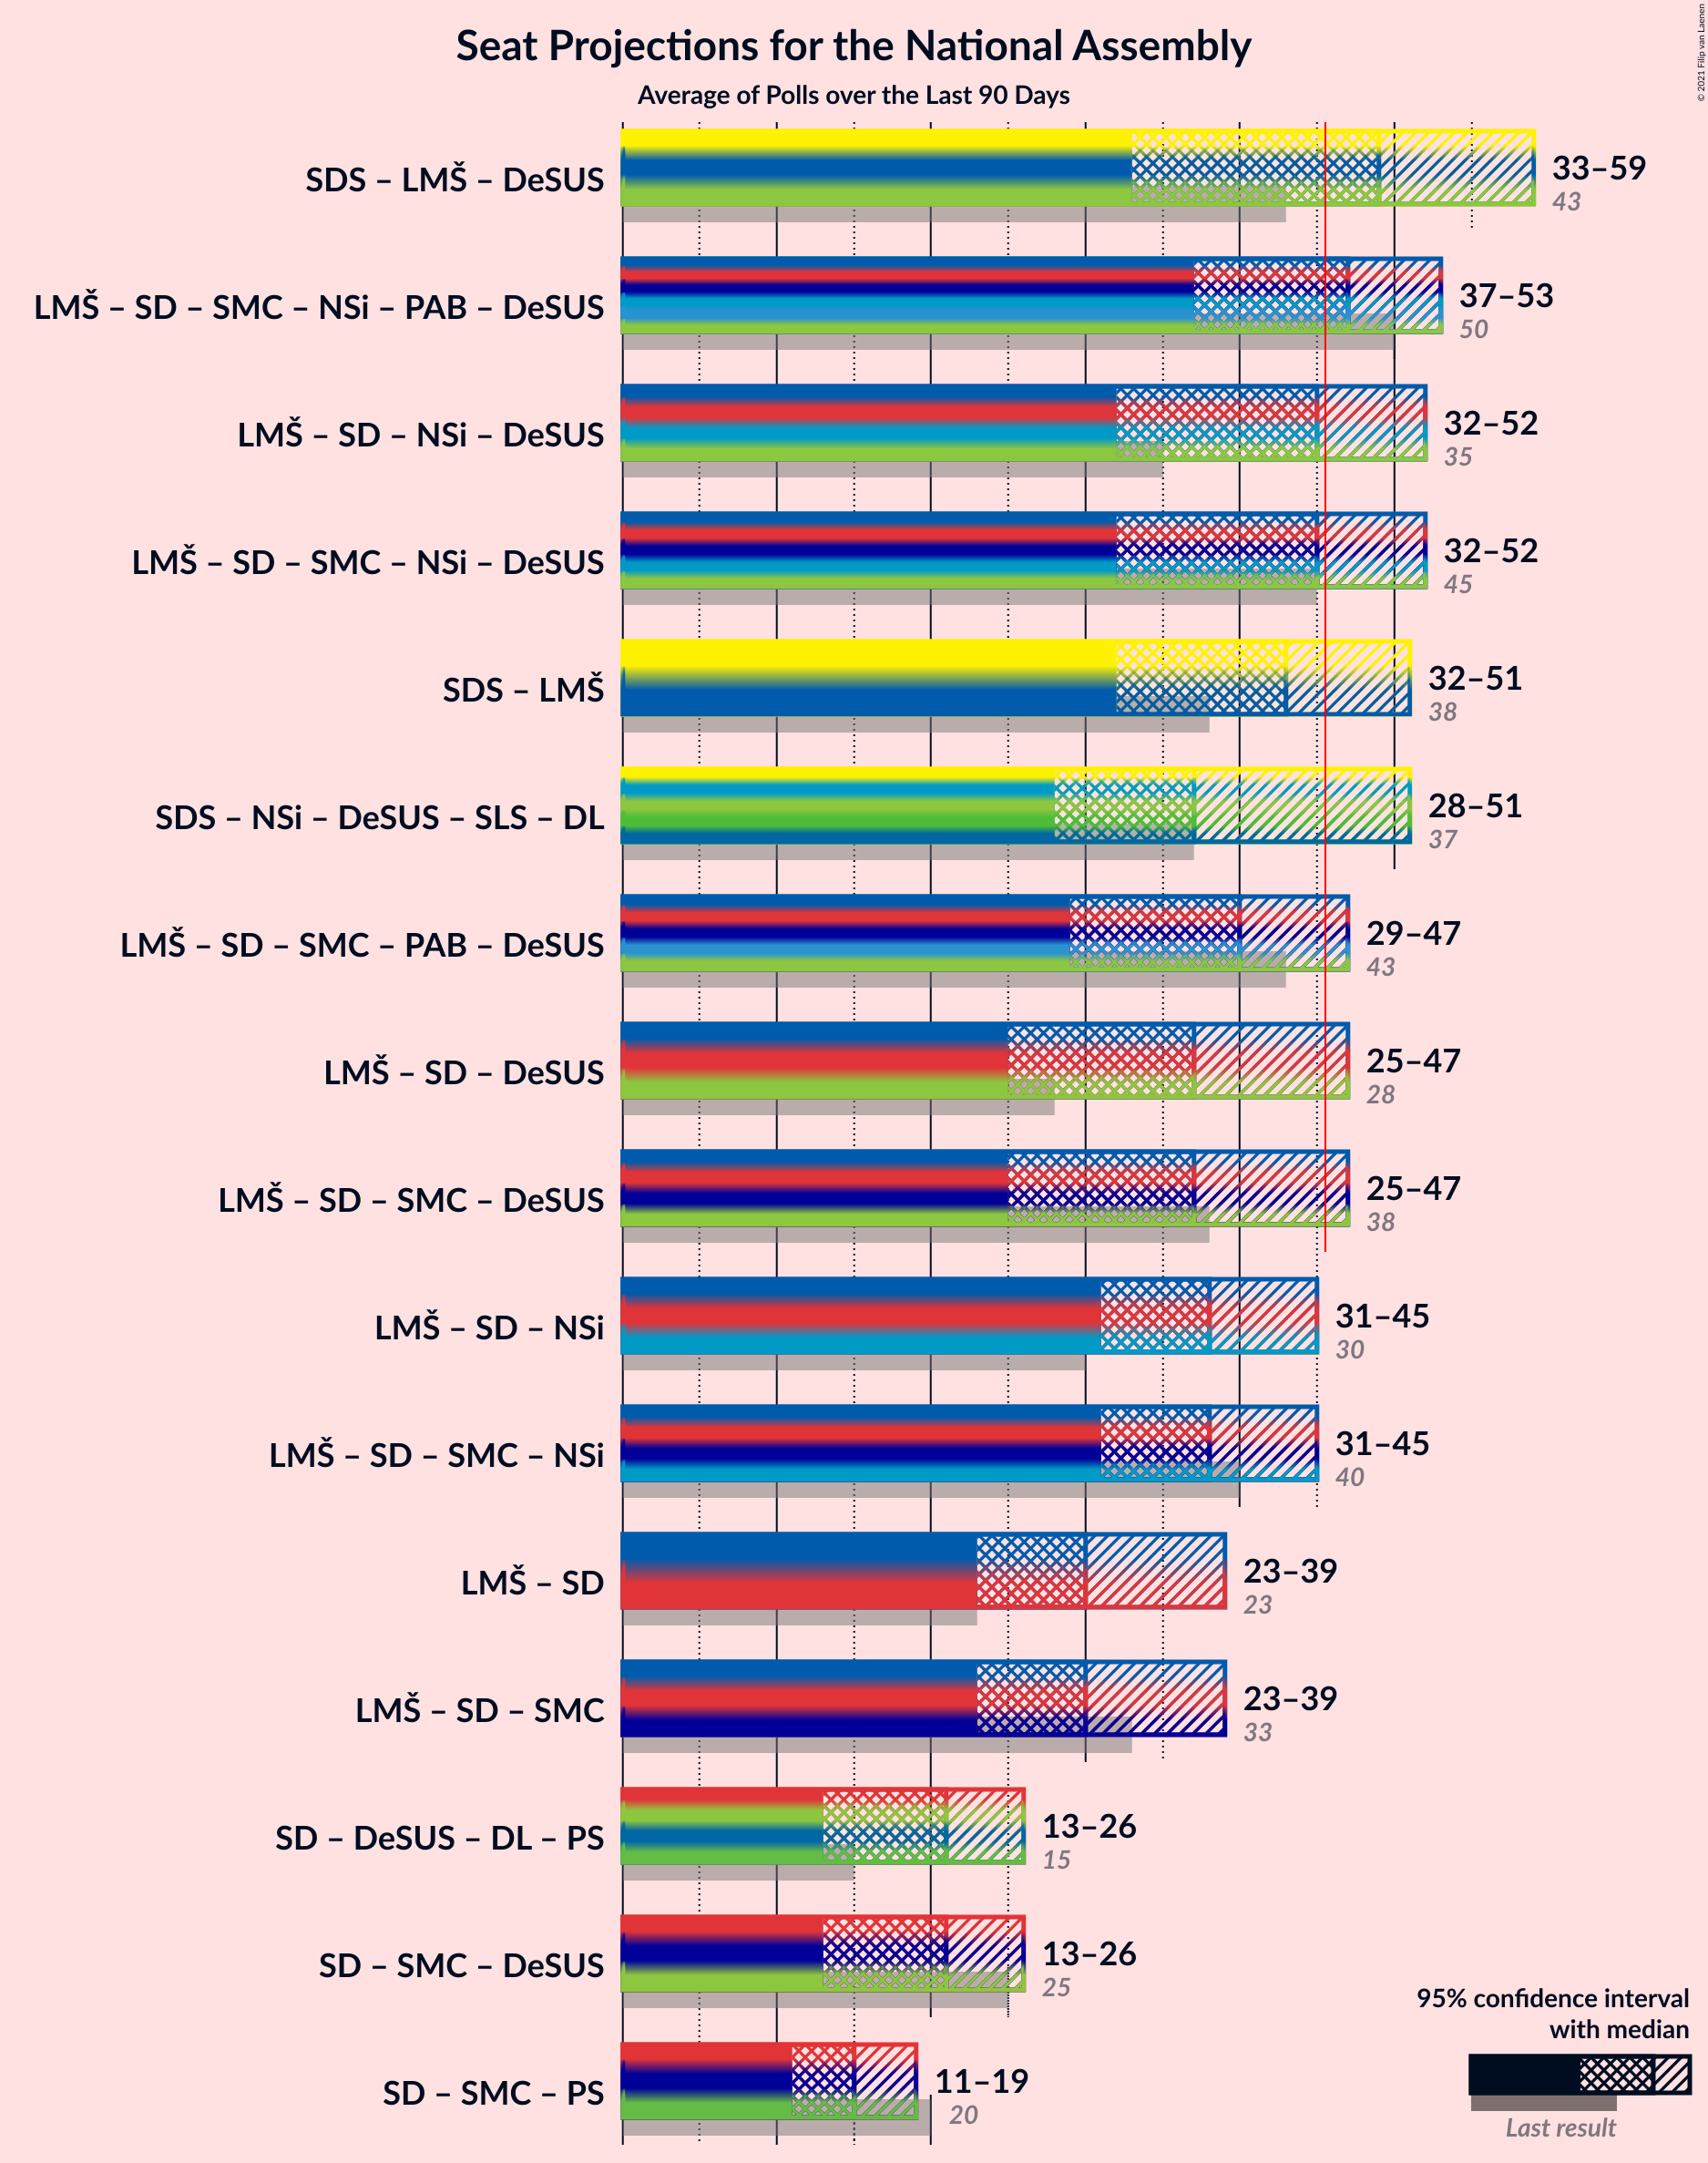 © 2021 Filip van Laenen
Seat Projections for the National Assembly
Average of Polls over the Last 90 Days
SDS – LMŠ – DeSUS
33–59
43
LMŠ – SD – SMC – NSi – PAB – DeSUS
37–53
50
LMŠ – SD – NSi – DeSUS
32–52
35
LMŠ – SD – SMC – NSi – DeSUS
32–52
45
SDS – LMŠ
32–51
38
SDS – NSi – DeSUS – SLS – DL
28–51
37
LMŠ – SD – SMC – PAB – DeSUS
29–47
43
LMŠ – SD – DeSUS
25–47
28
LMŠ – SD – SMC – DeSUS
25–47
38
LMŠ – SD – NSi
31–45
30
LMŠ – SD – SMC – NSi
31–45
40
LMŠ – SD
23–39
23
LMŠ – SD – SMC
23–39
33
SD – DeSUS – DL – PS
13–26
15
SD – SMC – DeSUS
13–26
25
SD – SMC – PS
11–19
20
95% confidence interval
with median
Last result